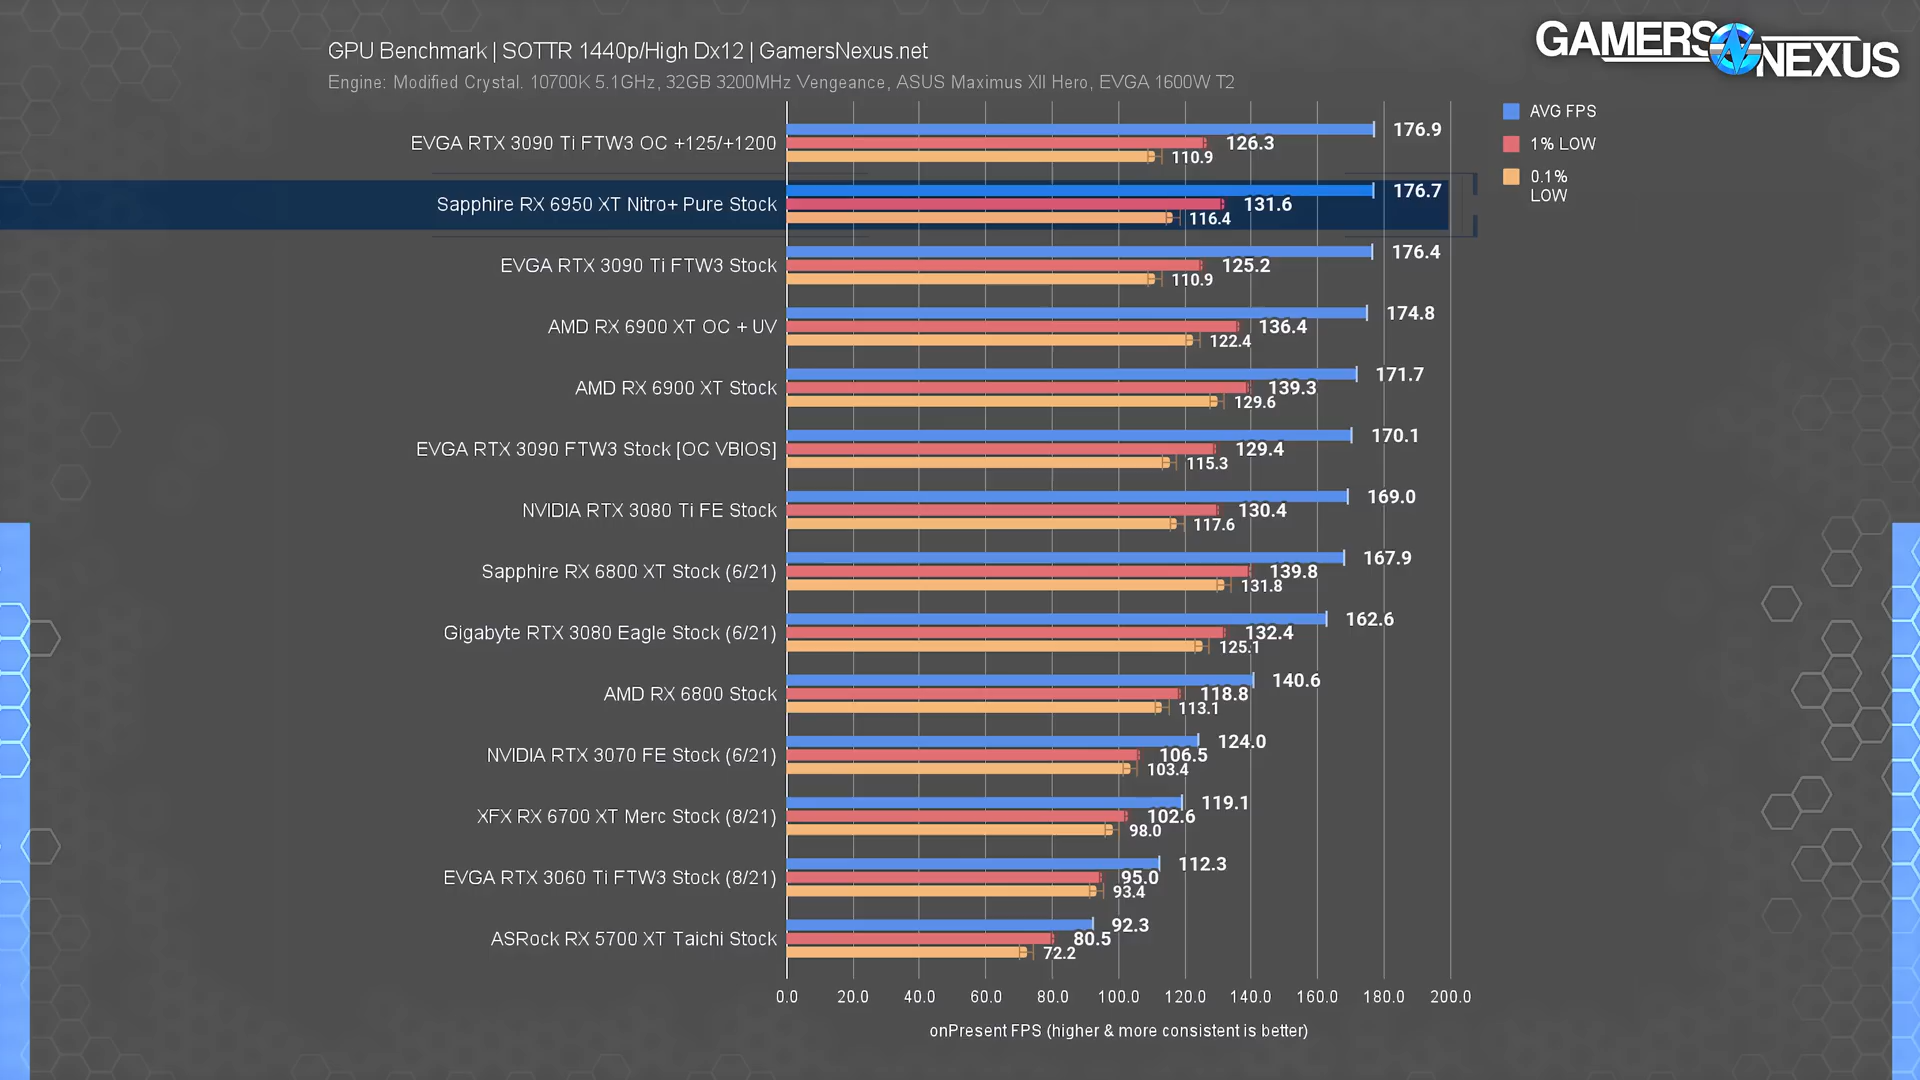 GPU Benchmark | SOTTR 1440p/High Dx12 | GamersNexus.net
GAMERS NEXUS
Engine: Modified Crystal. 10700K 5.1GHz, 32GB 3200MHz Vengeance, ASUS Maximus XII Hero, EVGA 1600W T2
AVG FPS
1% LOW
0.1%
LOW
EVGA RTX 3090 Ti FTW3 OC +125/+1200 176.9 126.3 110.9
Sapphire RX 6950 XT Nitro+ Pure Stock 176.7 131.6 116.4
EVGA RTX 3090 Ti FTW3 Stock 176.4 125.2 110.9
AMD RX 6900 XT OC + UV 174.8 136.4 122.4
AMD RX 6900 XT Stock 171.7 139.3 129.6
EVGA RTX 3090 FTW3 Stock [OC VBIOS] 170.1 129.4 115.3
NVIDIA RTX 3080 Ti FE Stock 169.0 130.4 117.6
Sapphire RX 6800 XT Stock (6/21) 167.9 139.8 131.8
Gigabyte RTX 3080 Eagle Stock (6/21) 162.6 132.4 125.1
AMD RX 6800 Stock 140.6 118.8 113.1
NVIDIA RTX 3070 FE Stock (6/21) 124.0 106.5 103.4
XFX RX 6700 XT Merc Stock (8/21) 119.1 102.6 98.0
EVGA RTX 3060 Ti FTW3 Stock (8/21) 112.3 95.0 93.4
ASRock RX 5700 XT Taichi Stock 92.3 80.5 72.2
0.0 20.0 40.0 60.0 80.0 100.0 120.0 140.0 160.0 180.0 200.0
onPresent FPS (higher & more consistent is better)